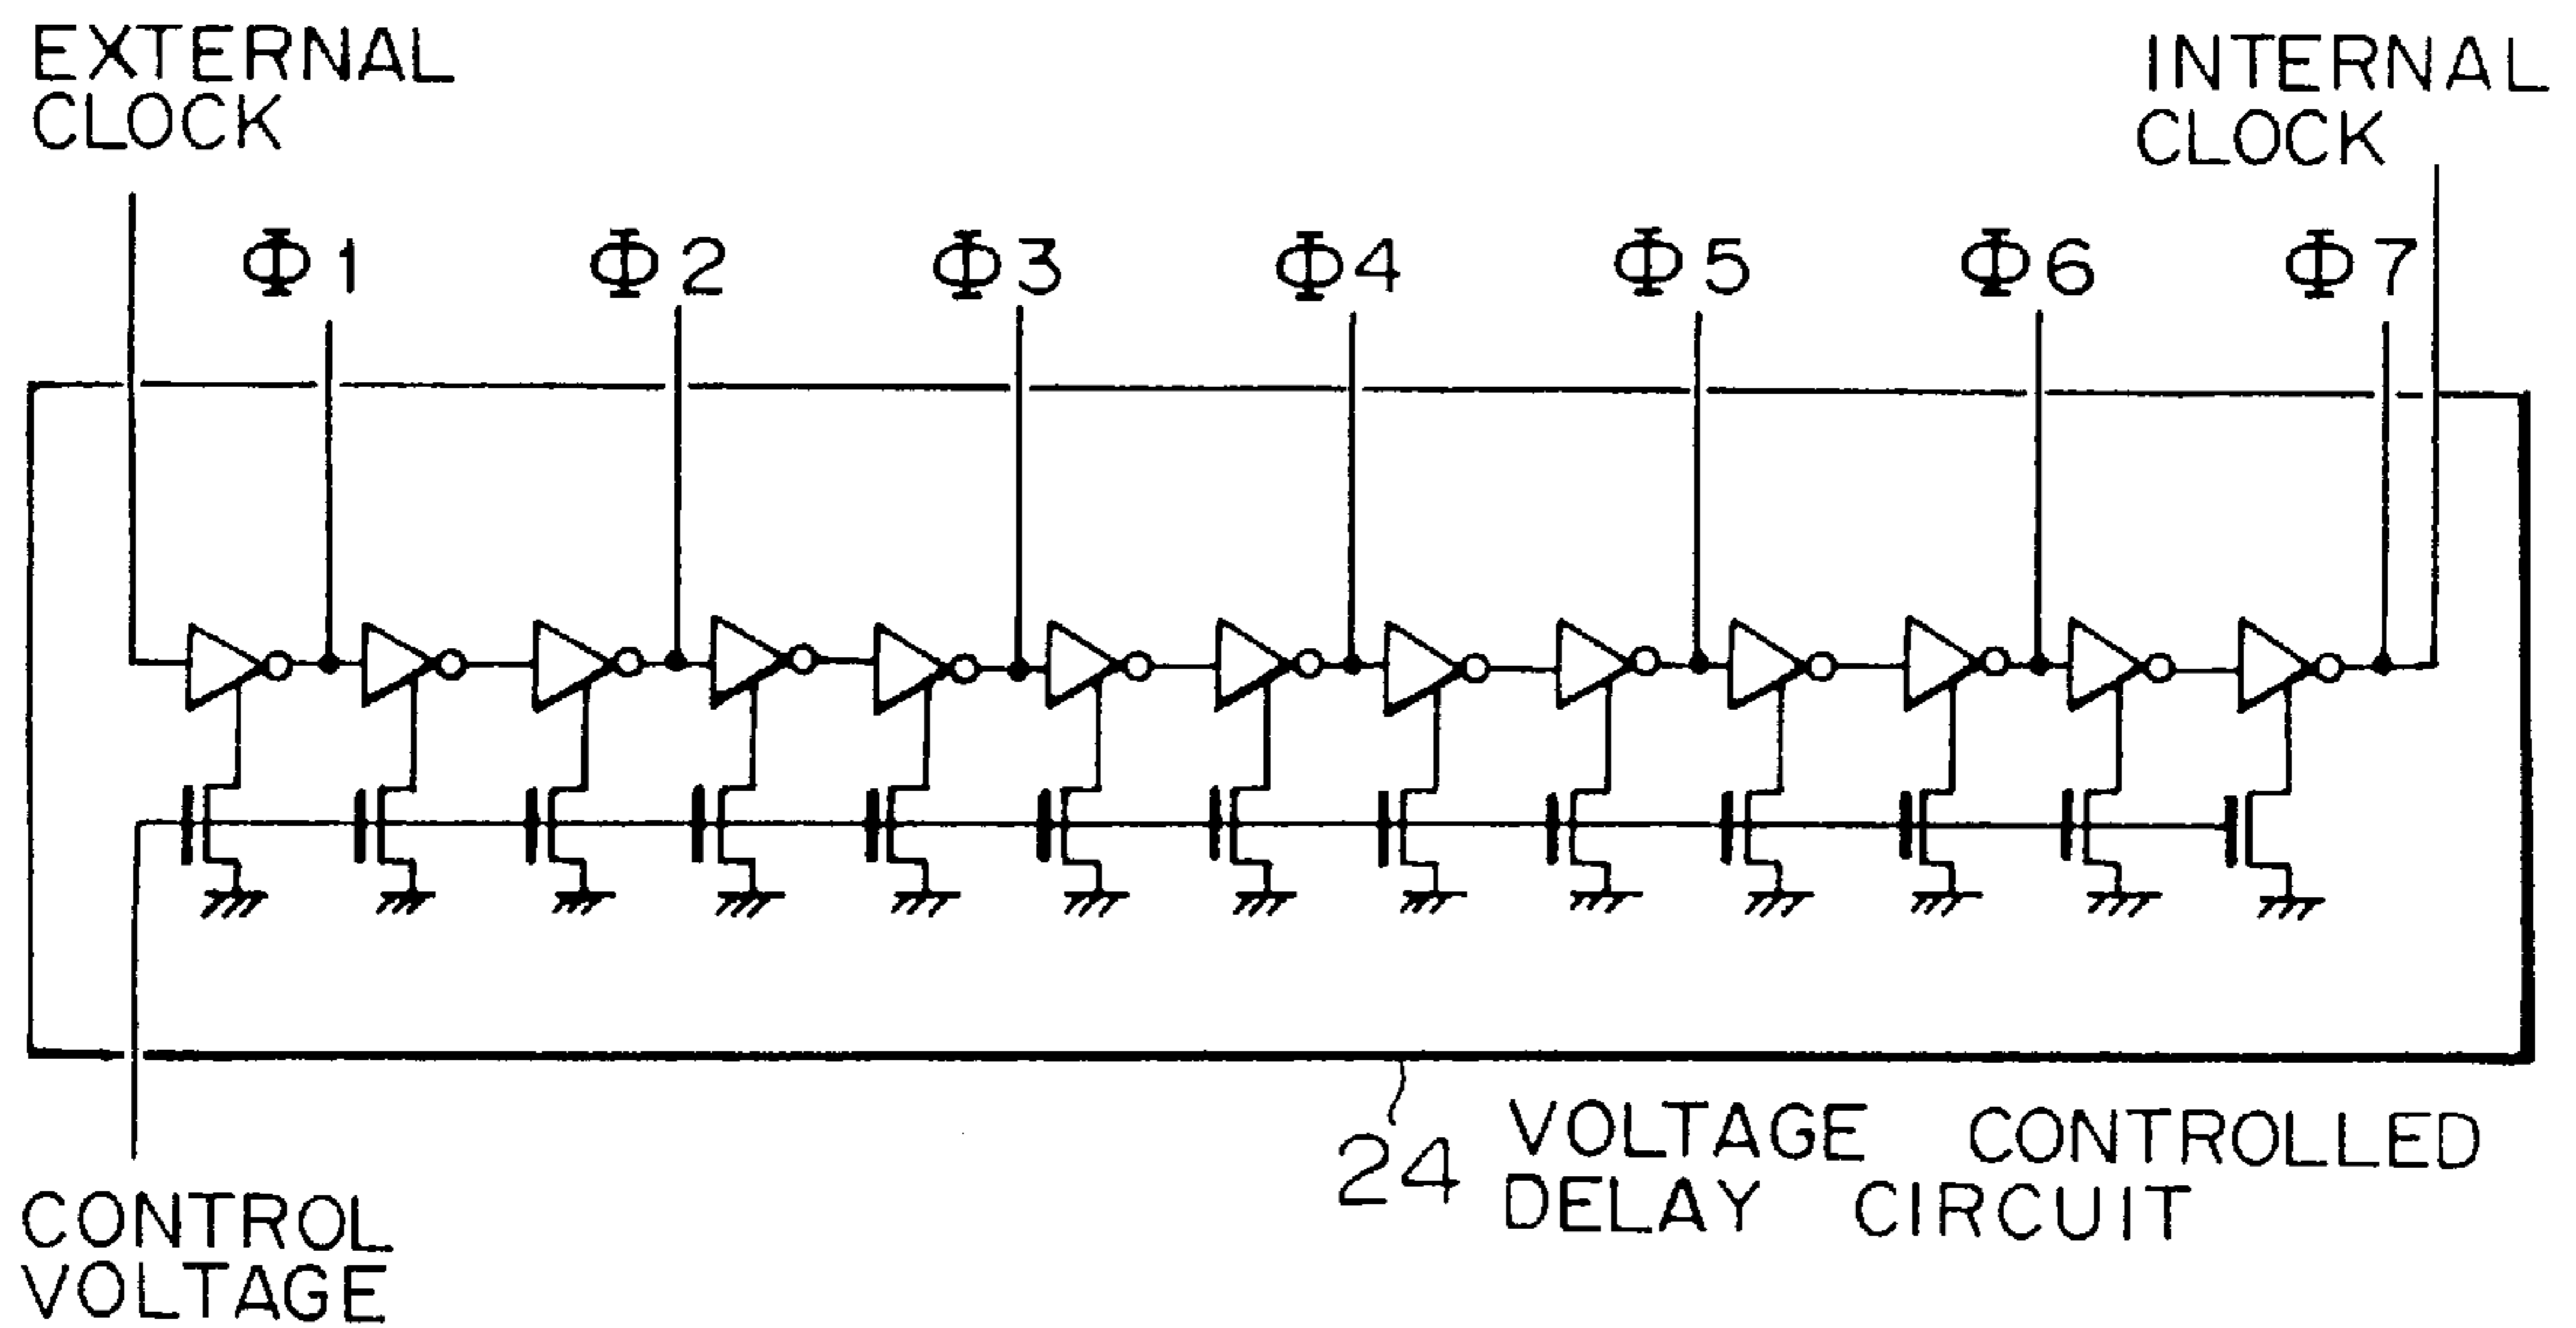 EXTERNAL
CLOCK
INTERNAL
CLOCK
Φ1 Φ2 Φ3 Φ4 Φ5 Φ6 Φ7
24 VOLTAGE CONTROLLED
DELAY CIRCUIT
CONTROL
VOLTAGE